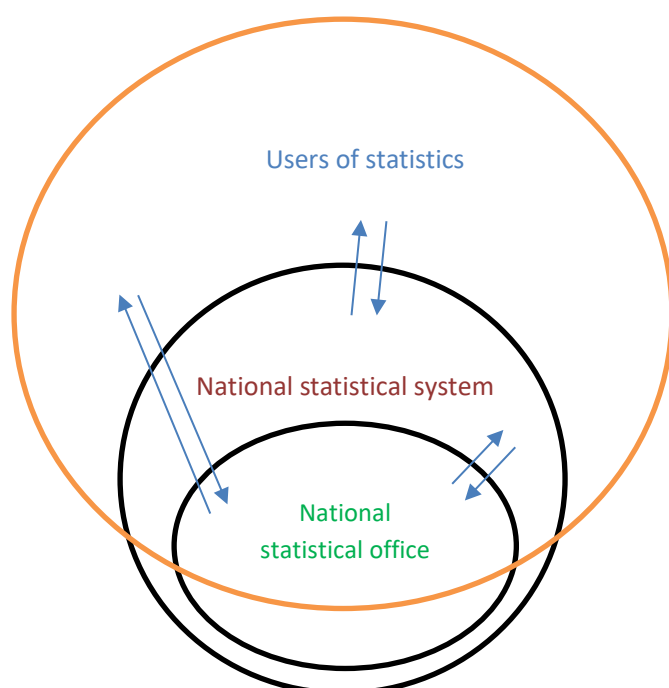 Users of statistics
National statistical system
National
statistical office